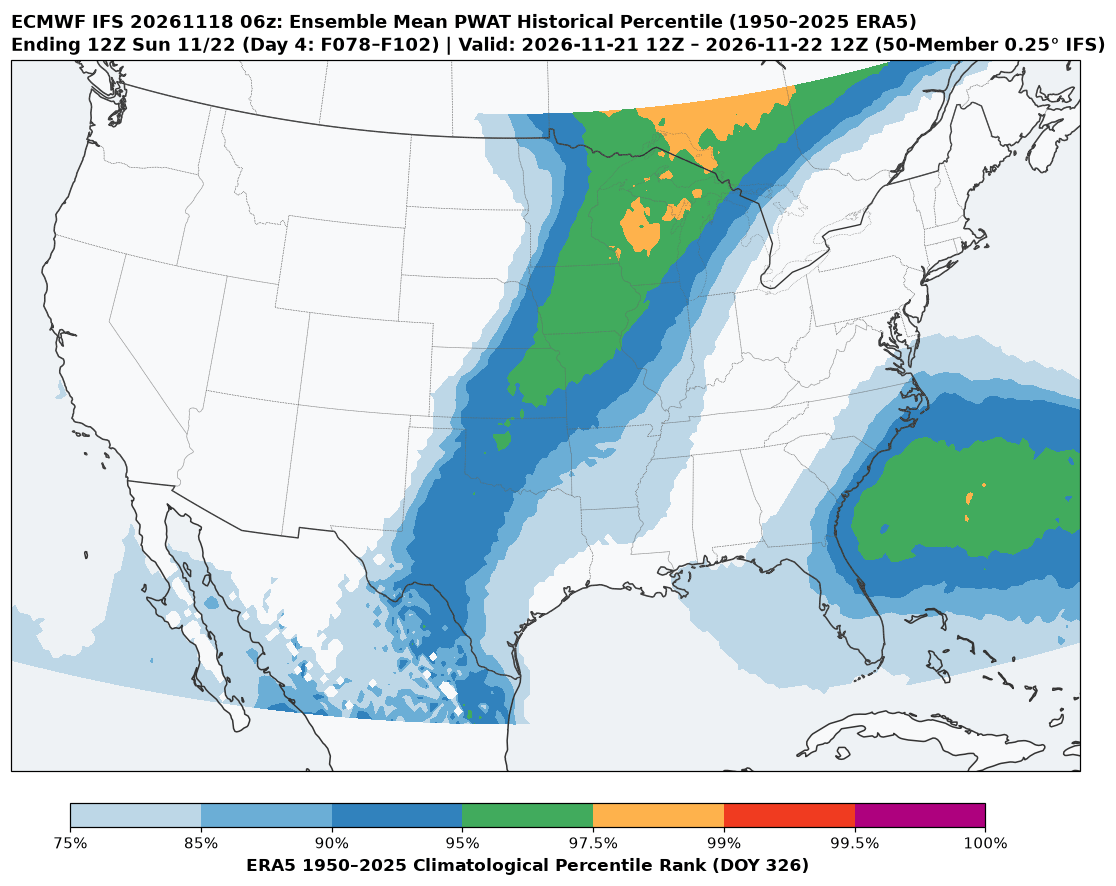 ECMWF IFS 20261118 06z: Ensemble Mean PWAT Historical Percentile (1950–2025 ERA5)
Ending 12Z Sun 11/22 (Day 4: F078–F102) | Valid: 2026-11-21 12Z – 2026-11-22 12Z (50-Member 0.25° IFS)
75% 85% 90% 95% 97.5% 99% 99.5% 100%
ERA5 1950–2025 Climatological Percentile Rank (DOY 326)